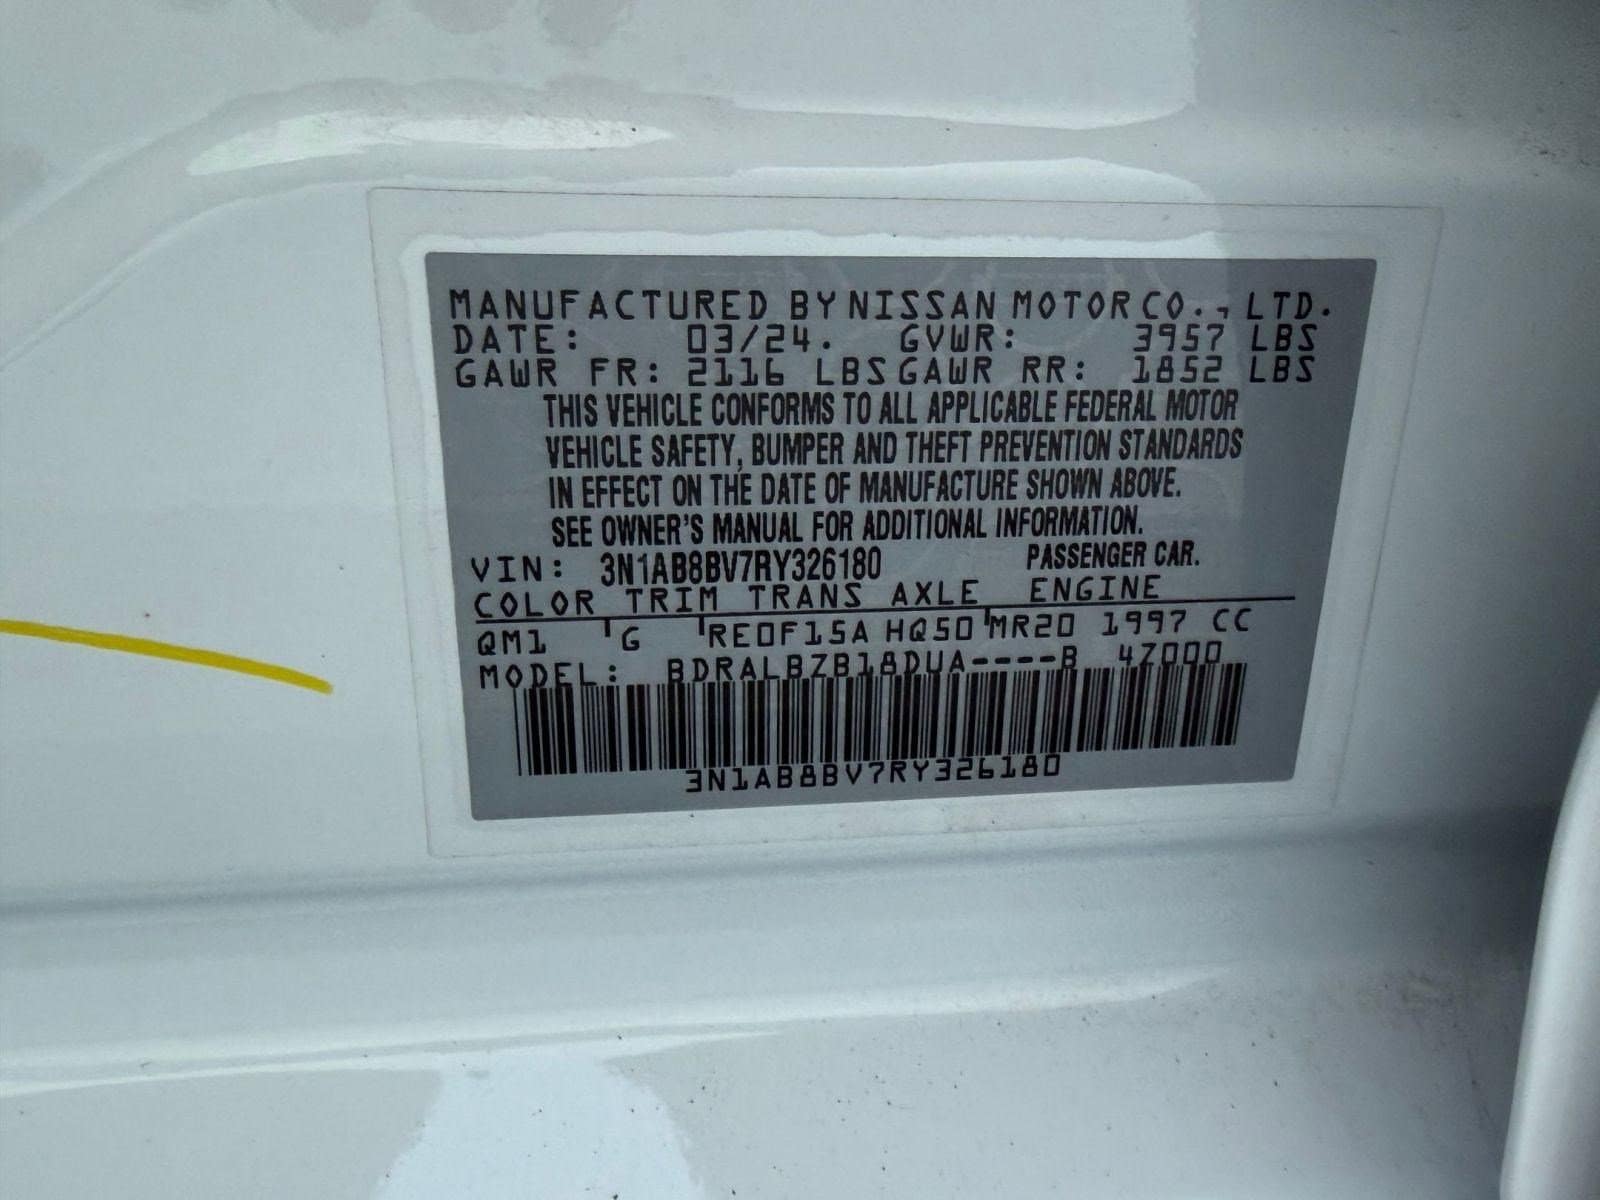 MANUFACTURED BY NISSAN MOTOR CO., LTD.
DATE: 03/24. GVWR: 3957 LBS
GAWR FR: 2116 LBS GAWR RR: 1852 LBS
THIS VEHICLE CONFORMS TO ALL APPLICABLE FEDERAL MOTOR
VEHICLE SAFETY, BUMPER AND THEFT PREVENTION STANDARDS
IN EFFECT ON THE DATE OF MANUFACTURE SHOWN ABOVE.
SEE OWNER'S MANUAL FOR ADDITIONAL INFORMATION.
VIN: 3N1AB8BV7RY326180 PASSENGER CAR.
COLOR TRIM TRANS AXLE ENGINE
QM1 G RE0F15A HQ50 MR20 1997 CC
MODEL: BDRALBZB18DUA----B 4Z000
3N1AB8BV7RY326180